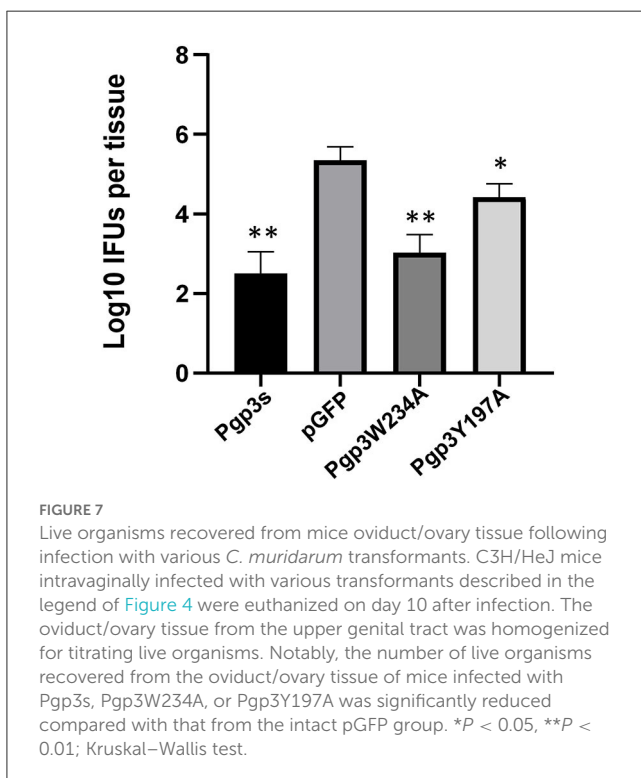 Log10 IFUs per tissue
8
6
4
2
0
**
**
*
Pgp3s
pGFP
Pgp3W234A
Pgp3Y197A
FIGURE 7
Live organisms recovered from mice oviduct/ovary tissue following
infection with various C. muridarum transformants. C3H/HeJ mice
intravaginally infected with various transformants described in the
legend of Figure 4 were euthanized on day 10 after infection. The
oviduct/ovary tissue from the upper genital tract was homogenized
for titrating live organisms. Notably, the number of live organisms
recovered from the oviduct/ovary tissue of mice infected with
Pgp3s, Pgp3W234A, or Pgp3Y197A was significantly reduced
compared with that from the intact pGFP group. *P < 0.05, **P <
0.01; Kruskal–Wallis test.